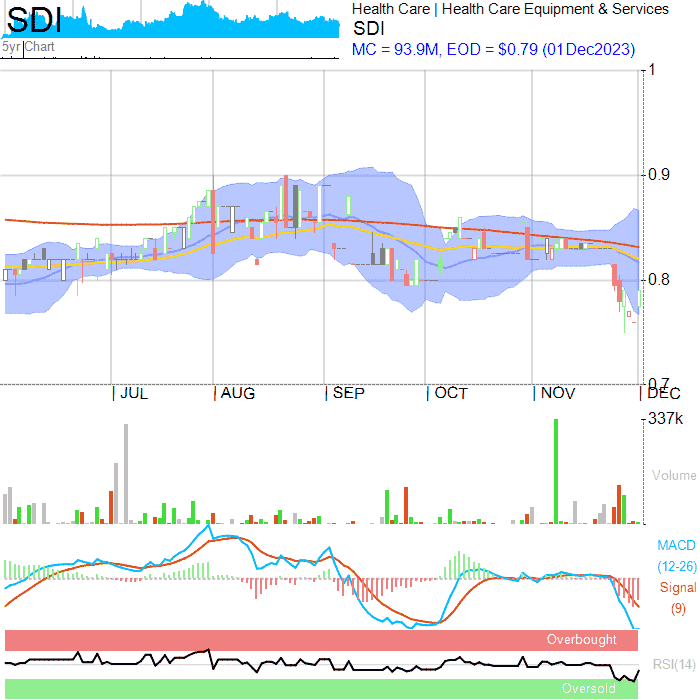 SDI
5yr Chart
Health Care | Health Care Equipment & Services
SDI
MC = 93.9M, EOD = $0.79 (01Dec2023)
1
0.9
0.8
0.7
JUL
AUG
SEP
OCT
NOV
DEC
337k
Volume
MACD
(12-26)
Signal
(9)
Overbought
RSI(14)
Oversold